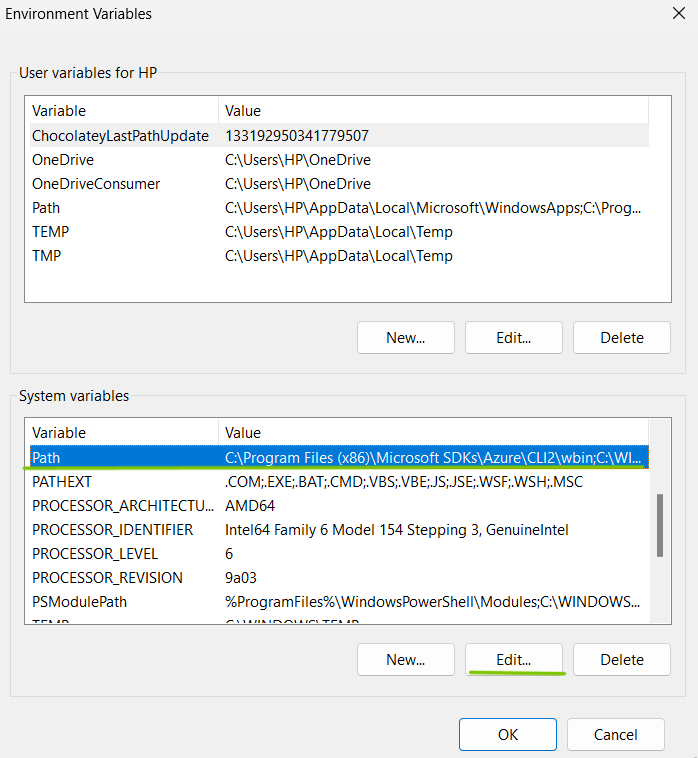 Environment Variables
User variables for HP
Variable Value
ChocolateyLastPathUpdate 133192950341779507
OneDrive C:\Users\HP\OneDrive
OneDriveConsumer C:\Users\HP\OneDrive
Path C:\Users\HP\AppData\Local\Microsoft\WindowsApps;C:\Prog...
TEMP C:\Users\HP\AppData\Local\Temp
TMP C:\Users\HP\AppData\Local\Temp
New... Edit... Delete
System variables
Variable Value
Path C:\Program Files (x86)\Microsoft SDKs\Azure\CLI2\wbin;C:\WI...
PATHEXT .COM;.EXE;.BAT;.CMD;.VBS;.VBE;.JS;.JSE;.WSF;.WSH;.MSC
PROCESSOR_ARCHITECTU... AMD64
PROCESSOR_IDENTIFIER Intel64 Family 6 Model 154 Stepping 3, GenuineIntel
PROCESSOR_LEVEL 6
PROCESSOR_REVISION 9a03
PSModulePath %ProgramFiles%\WindowsPowerShell\Modules;C:\WINDOWS...
TEMP C:\WINDOWS\TEMP
New... Edit... Delete
OK Cancel